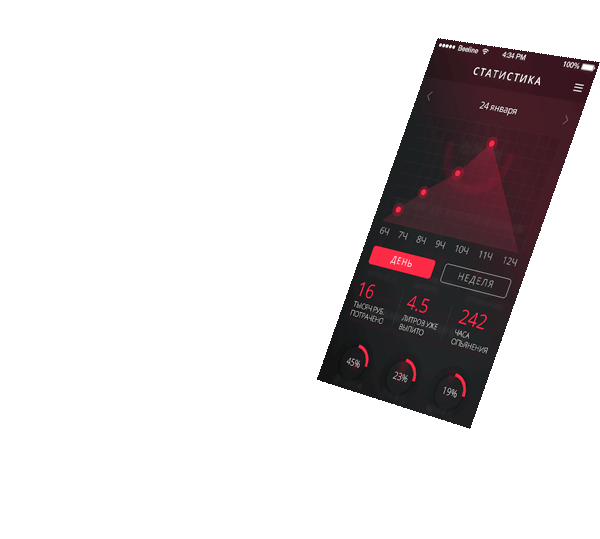 Beeline 4:34 PM 100%
СТАТИСТИКА
24 января
6Ч 7Ч 8Ч 9Ч 10Ч 11Ч 12Ч
ДЕНЬ НЕДЕЛЯ
16 4.5 242
ТЫСЯЧ РУБ. ЛИТРОВ УЖЕ ЧАСА
ПОТРАЧЕНО ВЫПИТО ОПЬЯНЕНИЯ
45% 23% 19%